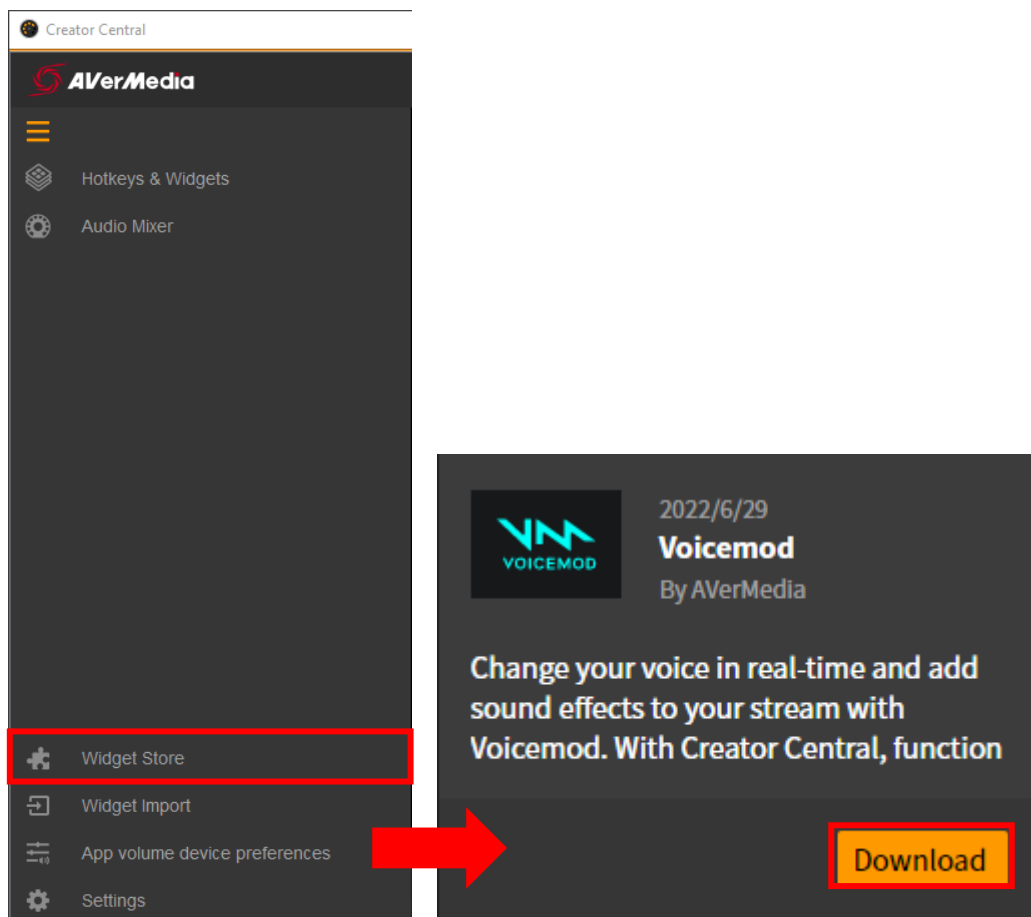 Creator Central
AVerMedia
Hotkeys & Widgets
Audio Mixer
Widget Store
Widget Import
App volume device preferences
Settings
VM
VOICEMOD
2022/6/29
Voicemod
By AVerMedia
Change your voice in real-time and add
sound effects to your stream with
Voicemod. With Creator Central, function
Download